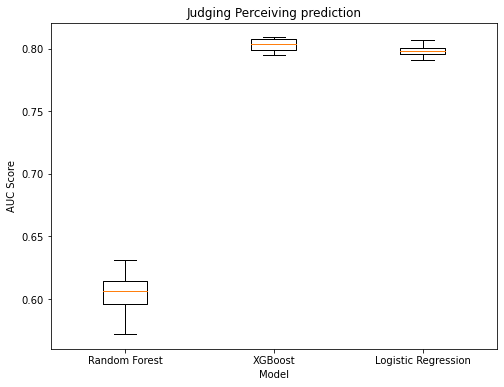 Judging Perceiving prediction
AUC Score
0.80
0.75
0.70
0.65
0.60
Random Forest
XGBoost
Logistic Regression
Model